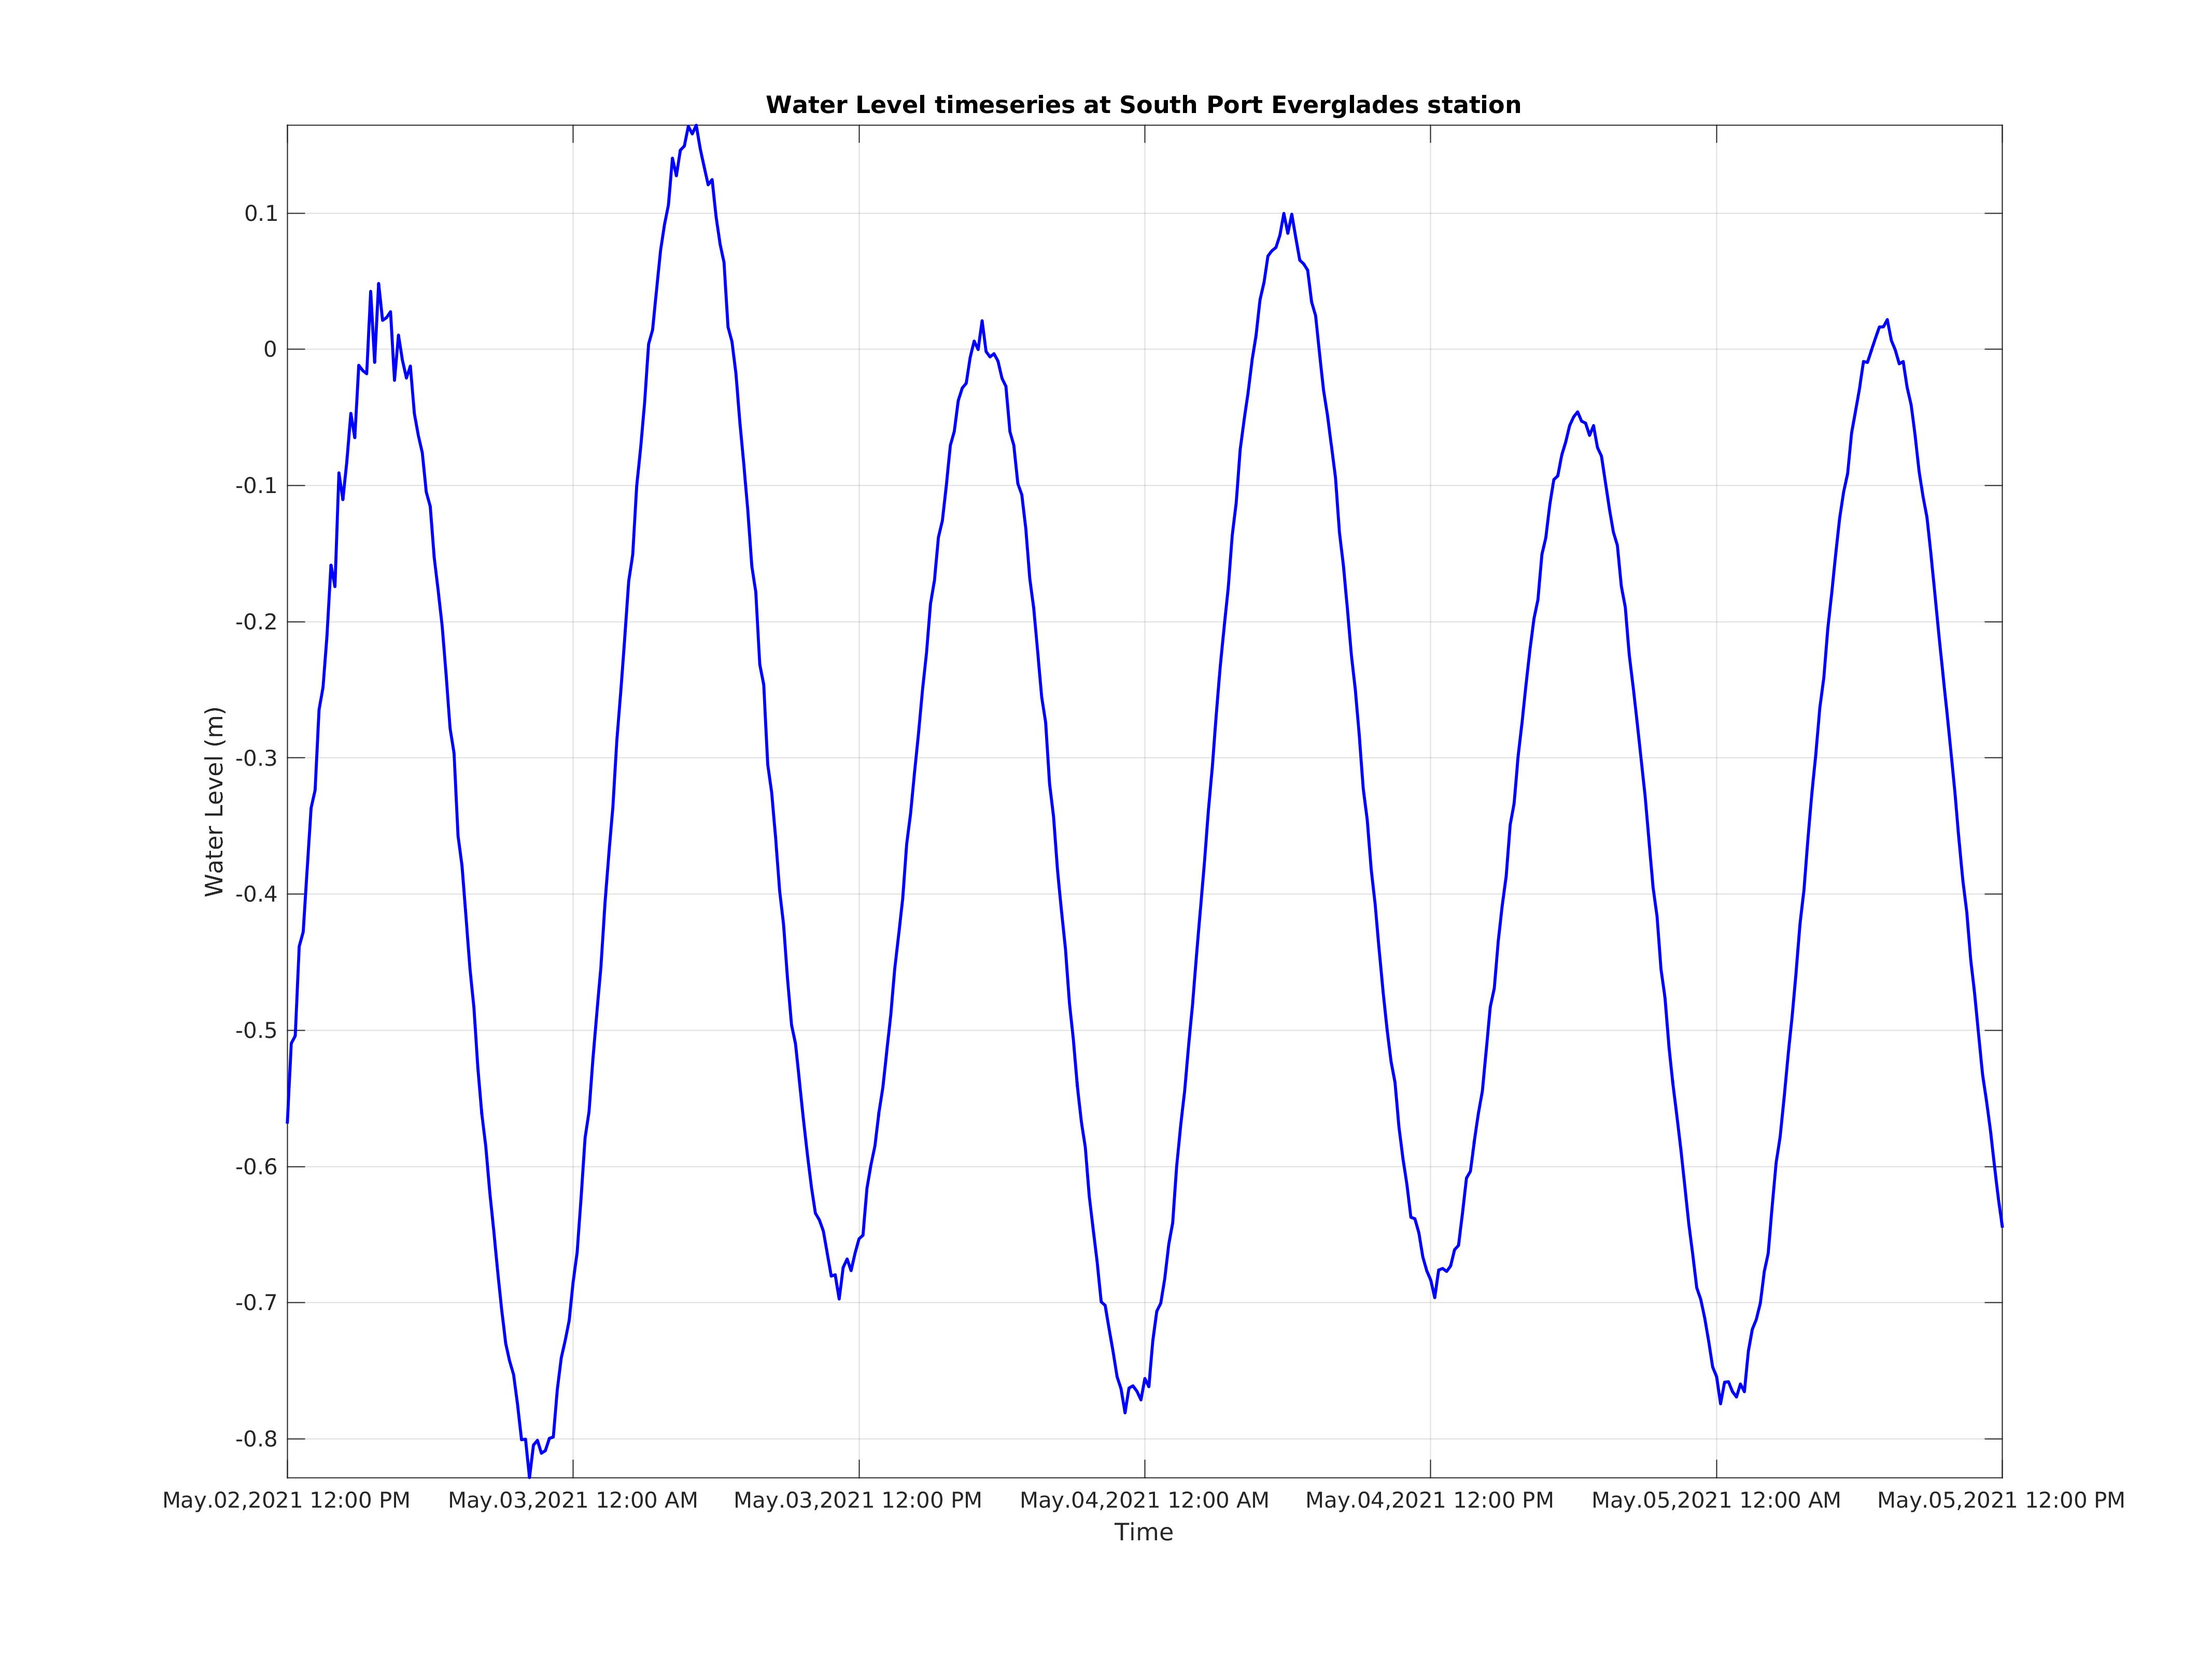 Water Level timeseries at South Port Everglades station
0.1
0
-0.1
-0.2
-0.3
-0.4
-0.5
-0.6
-0.7
-0.8
Water Level (m)
May.02,2021 12:00 PM May.03,2021 12:00 AM May.03,2021 12:00 PM May.04,2021 12:00 AM May.04,2021 12:00 PM May.05,2021 12:00 AM May.05,2021 12:00 PM
Time